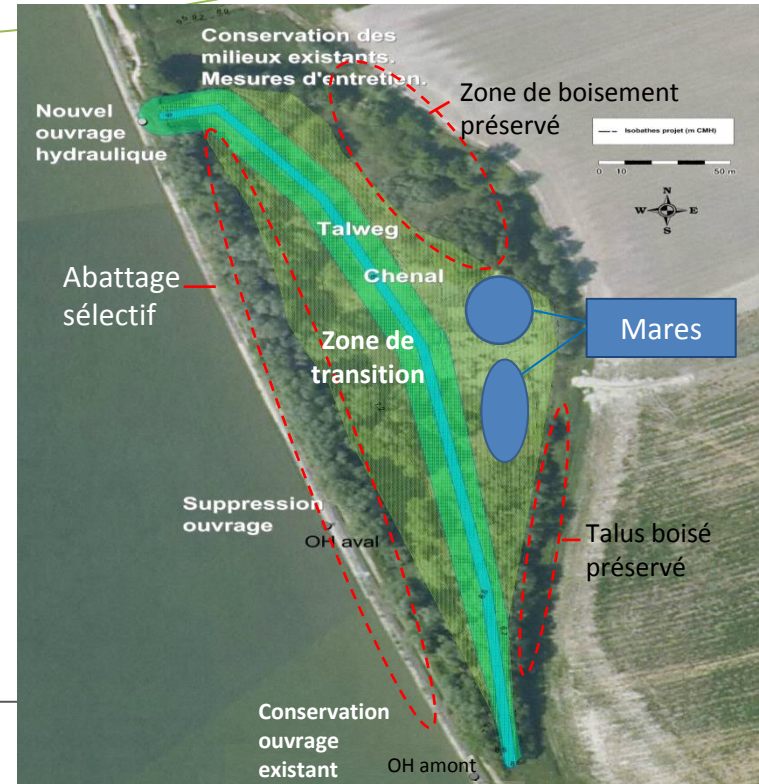 Conservation des
milieux existants.
Mesures d'entretien.
Zone de boisement
préservé
Nouvel
ouvrage
hydraulique
Isobathes projet (m CMH)
0 10 50 m
N
W E
S
Talweg
Chenal
Abattage
sélectif
Mares
Zone de
transition
Suppression
ouvrage
OH aval
Talus boisé
préservé
Conservation
ouvrage
existant
OH amont